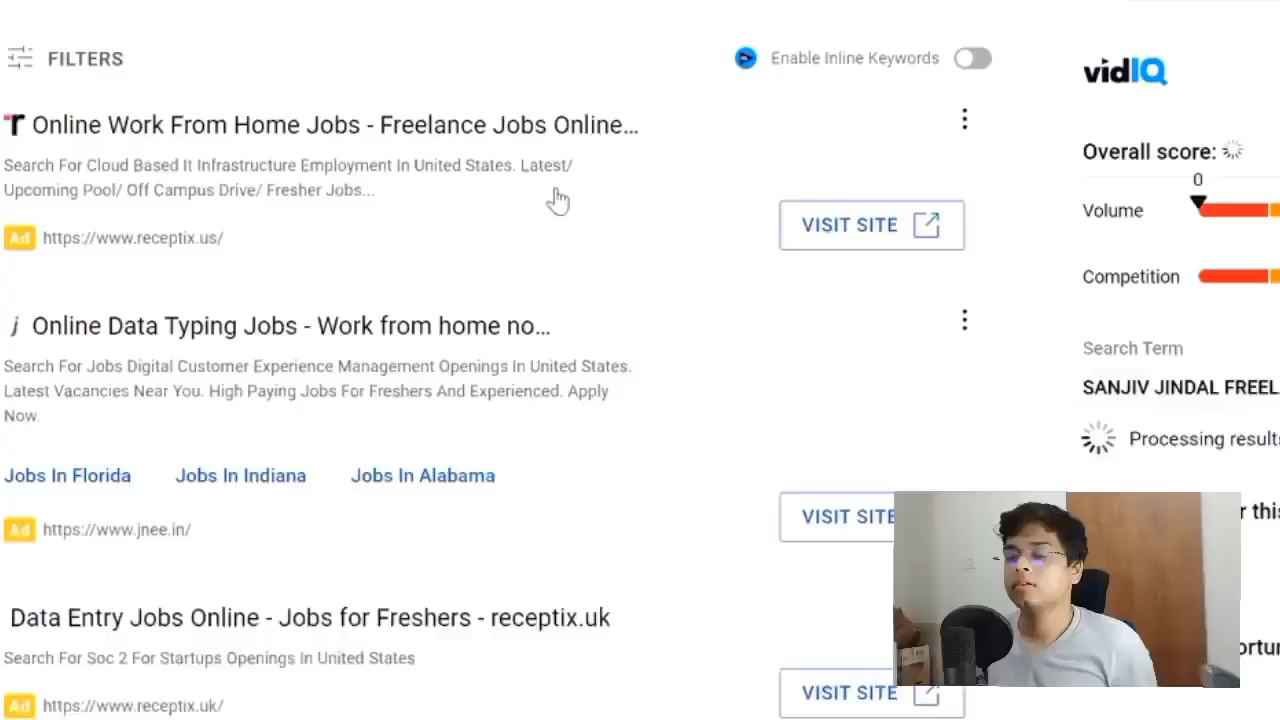 FILTERS
Enable Inline Keywords
vidIQ
Online Work From Home Jobs - Freelance Jobs Online...
Search For Cloud Based It Infrastructure Employment In United States. Latest/
Upcoming Pool/ Off Campus Drive/ Fresher Jobs...
Ad https://www.receptix.us/
VISIT SITE
Overall score:
0
Volume
Competition
j Online Data Typing Jobs - Work from home no...
Search For Jobs Digital Customer Experience Management Openings In United States.
Latest Vacancies Near You. High Paying Jobs For Freshers And Experienced. Apply
Now.
Jobs In Florida Jobs In Indiana Jobs In Alabama
Ad https://www.jnee.in/
VISIT SITE
Search Term
SANJIV JINDAL FREEL
Processing results
r this
Data Entry Jobs Online - Jobs for Freshers - receptix.uk
Search For Soc 2 For Startups Openings In United States
Ad https://www.receptix.uk/
VISIT SITE